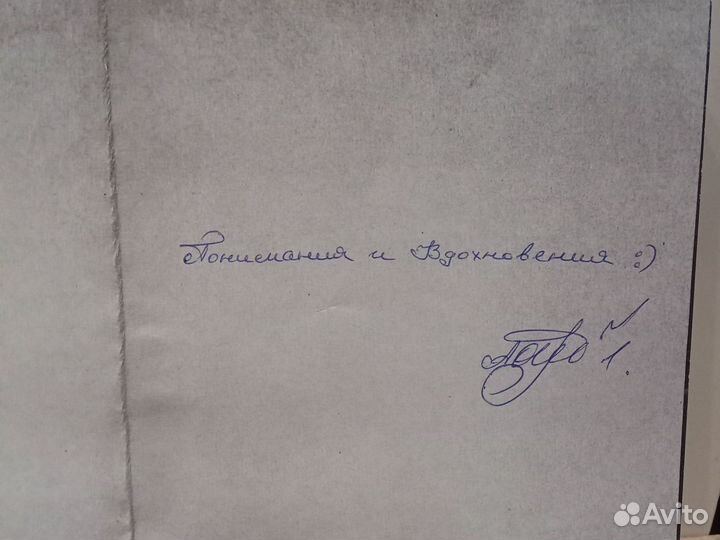 Понимания и Вдохновения :)
Avito